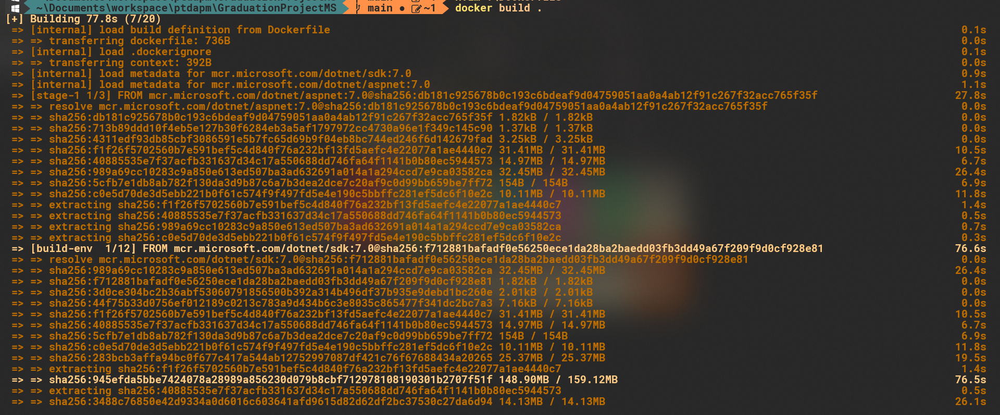 ~\Documents\workspace\ptdapm\GraduationProjectMS main ● ~1 docker build .
[+] Building 77.8s (7/20)
=> [internal] load build definition from Dockerfile 0.1s
=> => transferring dockerfile: 736B 0.0s
=> [internal] load .dockerignore 0.1s
=> => transferring context: 392B 0.0s
=> [internal] load metadata for mcr.microsoft.com/dotnet/sdk:7.0 0.9s
=> [internal] load metadata for mcr.microsoft.com/dotnet/aspnet:7.0 1.1s
=> [stage-1 1/3] FROM mcr.microsoft.com/dotnet/aspnet:7.0@sha256:db181c925678b0c193c6bdeaf9d04759051aa0a4ab12f91c267f32acc765f35f 27.8s
=> => resolve mcr.microsoft.com/dotnet/aspnet:7.0@sha256:db181c925678b0c193c6bdeaf9d04759051aa0a4ab12f91c267f32acc765f35f 0.0s
=> => sha256:db181c925678b0c193c6bdeaf9d04759051aa0a4ab12f91c267f32acc765f35f 1.82kB / 1.82kB 0.0s
=> => sha256:713b89ddd10f4eb5e127b30f6284eb3a5af1797972cc4730a96e1f349c145c90 1.37kB / 1.37kB 0.0s
=> => sha256:4311edf93db85cbf3086591e5b7fc65d69b9f04eb8bc744ed246f6d142679fad 3.25kB / 3.25kB 0.0s
=> => sha256:f1f26f5702560b7e591bef5c4d840f76a232bf13fd5aefc4e22077a1ae4440c7 31.41MB / 31.41MB 10.5s
=> => sha256:40885535e7f37acfb331637d34c17a550688dd746fa64f1141b0b80ec5944573 14.97MB / 14.97MB 6.7s
=> => sha256:989a69cc10283c9a850e613ed507ba3ad632691a014a1a294ccd7e9ca03582ca 32.45MB / 32.45MB 26.4s
=> => sha256:5cfb7e1db8ab782f130da3d9b87c6a7b3dea2dce7c20af9c0d99bb659be7ff72 154B / 154B 6.9s
=> => sha256:c0e5d70de3d5ebb221b0f61c574f9f497fd5e4e190c5bbffc281ef5dc6f10e2c 10.11MB / 10.11MB 11.8s
=> => extracting sha256:f1f26f5702560b7e591bef5c4d840f76a232bf13fd5aefc4e22077a1ae4440c7 1.4s
=> => extracting sha256:40885535e7f37acfb331637d34c17a550688dd746fa64f1141b0b80ec5944573 0.5s
=> => extracting sha256:989a69cc10283c9a850e613ed507ba3ad632691a014a1a294ccd7e9ca03582ca 0.7s
=> => extracting sha256:c0e5d70de3d5ebb221b0f61c574f9f497fd5e4e190c5bbffc281ef5dc6f10e2c 0.3s
=> [build-env  1/12] FROM mcr.microsoft.com/dotnet/sdk:7.0@sha256:f712881bafadf0e56250ece1da28ba2baedd03fb3dd49a67f209f9d0cf928e81 76.6s
=> => resolve mcr.microsoft.com/dotnet/sdk:7.0@sha256:f712881bafadf0e56250ece1da28ba2baedd03fb3dd49a67f209f9d0cf928e81 0.0s
=> => sha256:989a69cc10283c9a850e613ed507ba3ad632691a014a1a294ccd7e9ca03582ca 32.45MB / 32.45MB 26.4s
=> => sha256:f712881bafadf0e56250ece1da28ba2baedd03fb3dd49a67f209f9d0cf928e81 1.82kB / 1.82kB 0.0s
=> => sha256:3d0ce304bc2b36abf53060791856500b392a314b496df37b935e9debd1bc260e 2.01kB / 2.01kB 0.0s
=> => sha256:44f75b33d0756ef012189c0213c783a9d434b6c3e8035c865477f341dc2bc7a3 7.16kB / 7.16kB 0.0s
=> => sha256:f1f26f5702560b7e591bef5c4d840f76a232bf13fd5aefc4e22077a1ae4440c7 31.41MB / 31.41MB 10.5s
=> => sha256:40885535e7f37acfb331637d34c17a550688dd746fa64f1141b0b80ec5944573 14.97MB / 14.97MB 6.7s
=> => sha256:5cfb7e1db8ab782f130da3d9b87c6a7b3dea2dce7c20af9c0d99bb659be7ff72 154B / 154B 6.9s
=> => sha256:c0e5d70de3d5ebb221b0f61c574f9f497fd5e4e190c5bbffc281ef5dc6f10e2c 10.11MB / 10.11MB 11.8s
=> => sha256:283bcb3affa94bc0f677c417a544ab12752997087df421c76f67688434a20265 25.37MB / 25.37MB 19.5s
=> => extracting sha256:f1f26f5702560b7e591bef5c4d840f76a232bf13fd5aefc4e22077a1ae4440c7 1.4s
=> => sha256:945efda5bbe7424078a28989a856230d079b8cbf712978108190301b2707f51f 148.90MB / 159.12MB 76.5s
=> => extracting sha256:40885535e7f37acfb331637d34c17a550688dd746fa64f1141b0b80ec5944573 0.5s
=> => sha256:3488c76850e42d9334a0d6016c603641afd9615d82d62df2bc37530c27da6d94 14.13MB / 14.13MB 26.1s